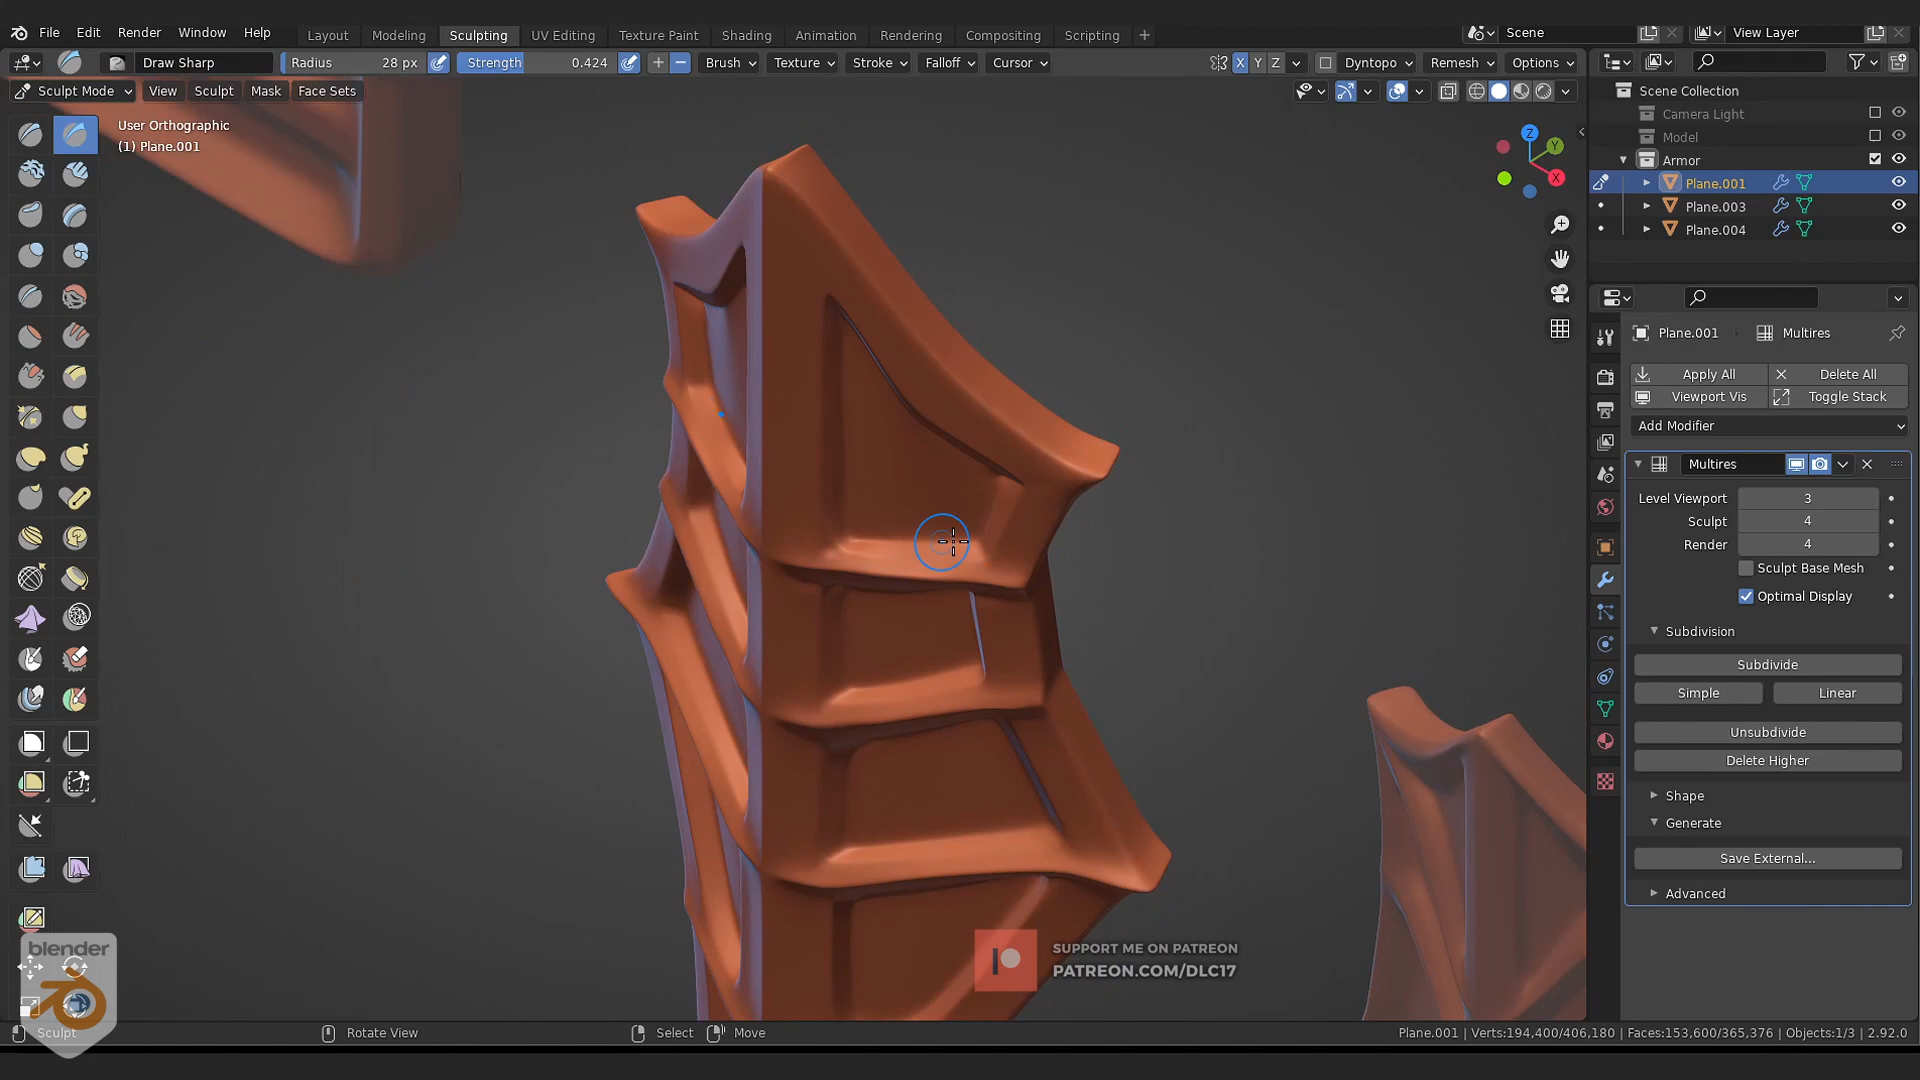 File Edit Render Window Help
Layout Modeling Sculpting UV Editing Texture Paint Shading Animation Rendering Compositing Scripting
Scene
View Layer
Draw Sharp
Radius 28 px
Strength 0.424
Brush Texture Stroke Falloff Cursor
X Y Z
Dyntopo Remesh Options
Sculpt Mode View Sculpt Mask Face Sets
User Orthographic
(1) Plane.001
Z
Y
X
Scene Collection
Camera Light
Model
Armor
Plane.001
Plane.003
Plane.004
Plane.001 Multires
Apply All Delete All
Viewport Vis Toggle Stack
Add Modifier
Multires
Level Viewport 3
Sculpt 4
Render 4
Sculpt Base Mesh
Optimal Display
Subdivision
Subdivide
Simple Linear
Unsubdivide
Delete Higher
Shape
Generate
Save External...
Advanced
SUPPORT ME ON PATREON
PATREON.COM/DLC17
blender
Sculpt Rotate View Select Move
Plane.001 | Verts:194,400/406,180 | Faces:153,600/365,376 | Objects:1/3 | 2.92.0